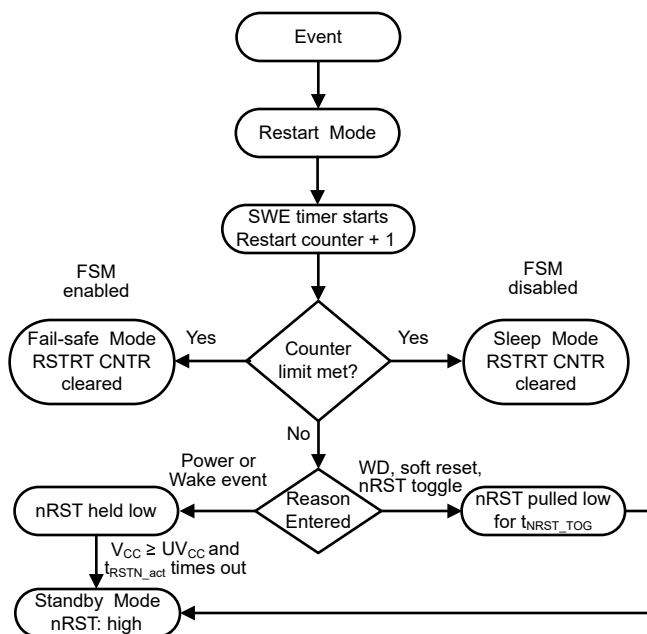 Event
Restart Mode
SWE timer starts
Restart counter + 1
FSM
enabled
FSM
disabled
Fail-safe Mode
RSTRT CNTR
cleared
Yes
Counter
limit met?
Yes
Sleep Mode
RSTRT CNTR
cleared
No
Power or
Wake event
WD, soft reset,
nRST toggle
nRST held low
Reason
Entered
nRST pulled low
for tNRST_TOG
VCC ≥ UVCC and
tRSTN_act times out
Standby Mode
nRST: high